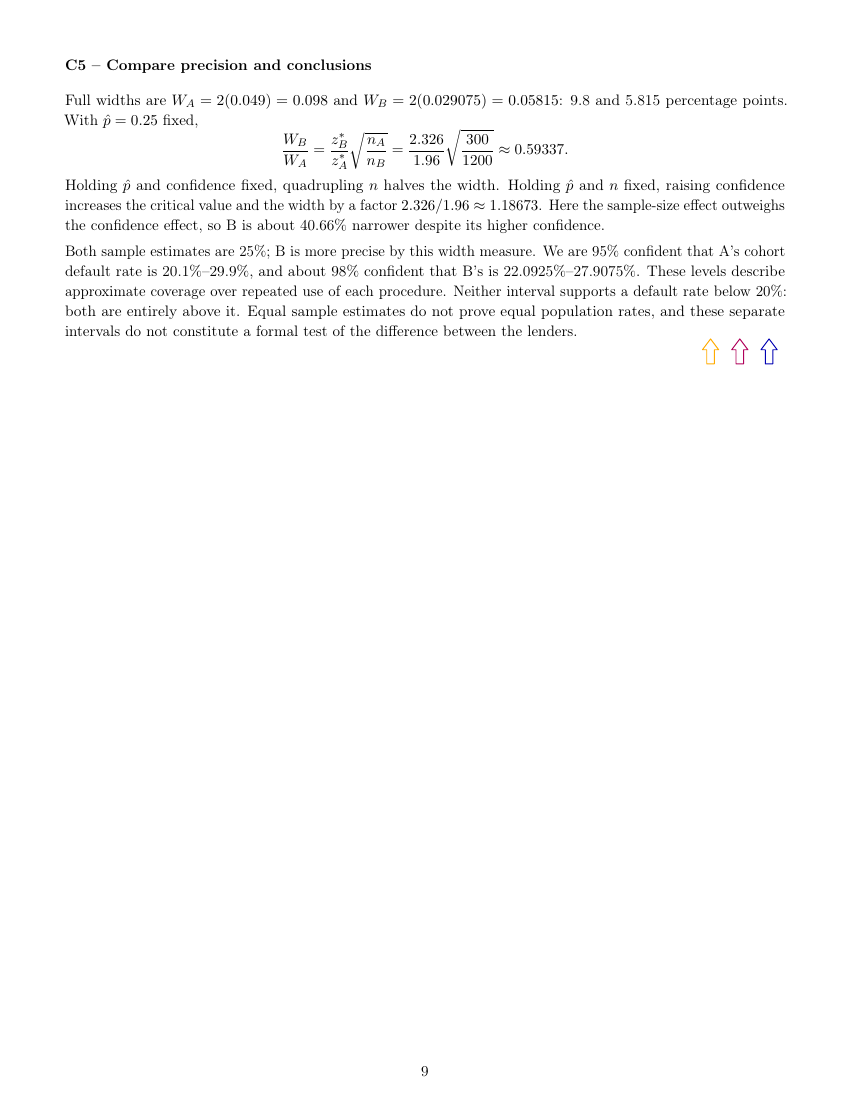 C5 – Compare precision and conclusions
Full widths are W_A = 2(0.049) = 0.098 and W_B = 2(0.029075) = 0.05815: 9.8 and 5.815 percentage points.
With p̂ = 0.25 fixed,
W_B/W_A = z*_B/z*_A √(n_A/n_B) = 2.326/1.96 √(300/1200) ≈ 0.59337.
Holding p̂ and confidence fixed, quadrupling n halves the width. Holding p̂ and n fixed, raising confidence
increases the critical value and the width by a factor 2.326/1.96 ≈ 1.18673. Here the sample-size effect outweighs
the confidence effect, so B is about 40.66% narrower despite its higher confidence.
Both sample estimates are 25%; B is more precise by this width measure. We are 95% confident that A's cohort
default rate is 20.1%–29.9%, and about 98% confident that B's is 22.0925%–27.9075%. These levels describe
approximate coverage over repeated use of each procedure. Neither interval supports a default rate below 20%:
both are entirely above it. Equal sample estimates do not prove equal population rates, and these separate
intervals do not constitute a formal test of the difference between the lenders.
9